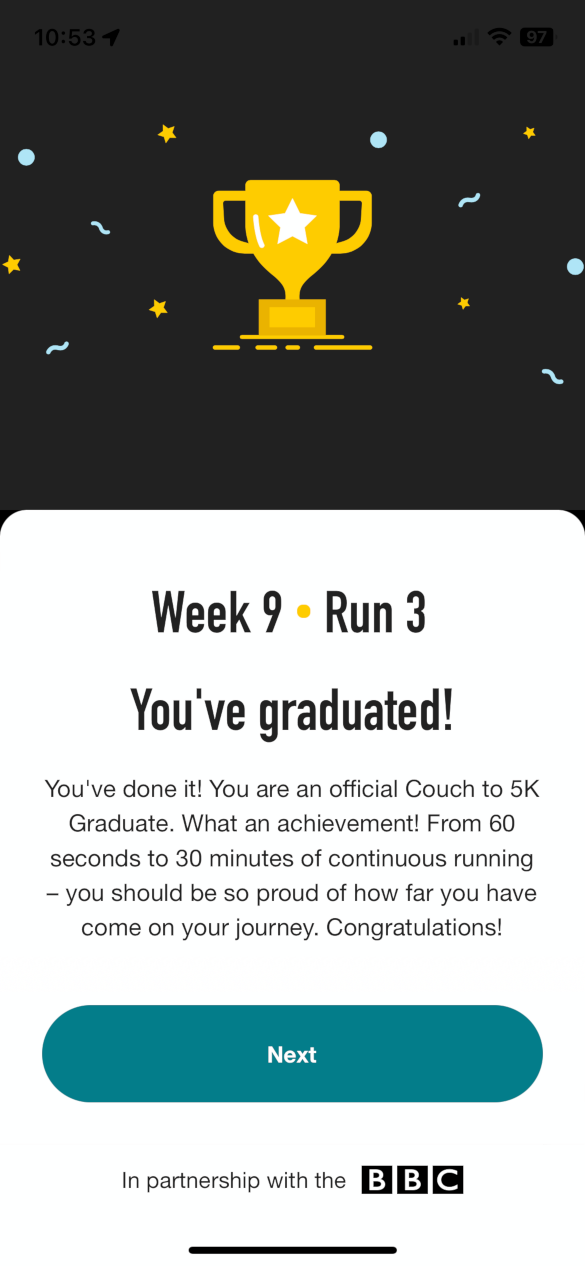 10:53 97
Week 9 • Run 3
You've graduated!
You've done it! You are an official Couch to 5K
Graduate. What an achievement! From 60
seconds to 30 minutes of continuous running
– you should be so proud of how far you have
come on your journey. Congratulations!
Next
In partnership with the BBC